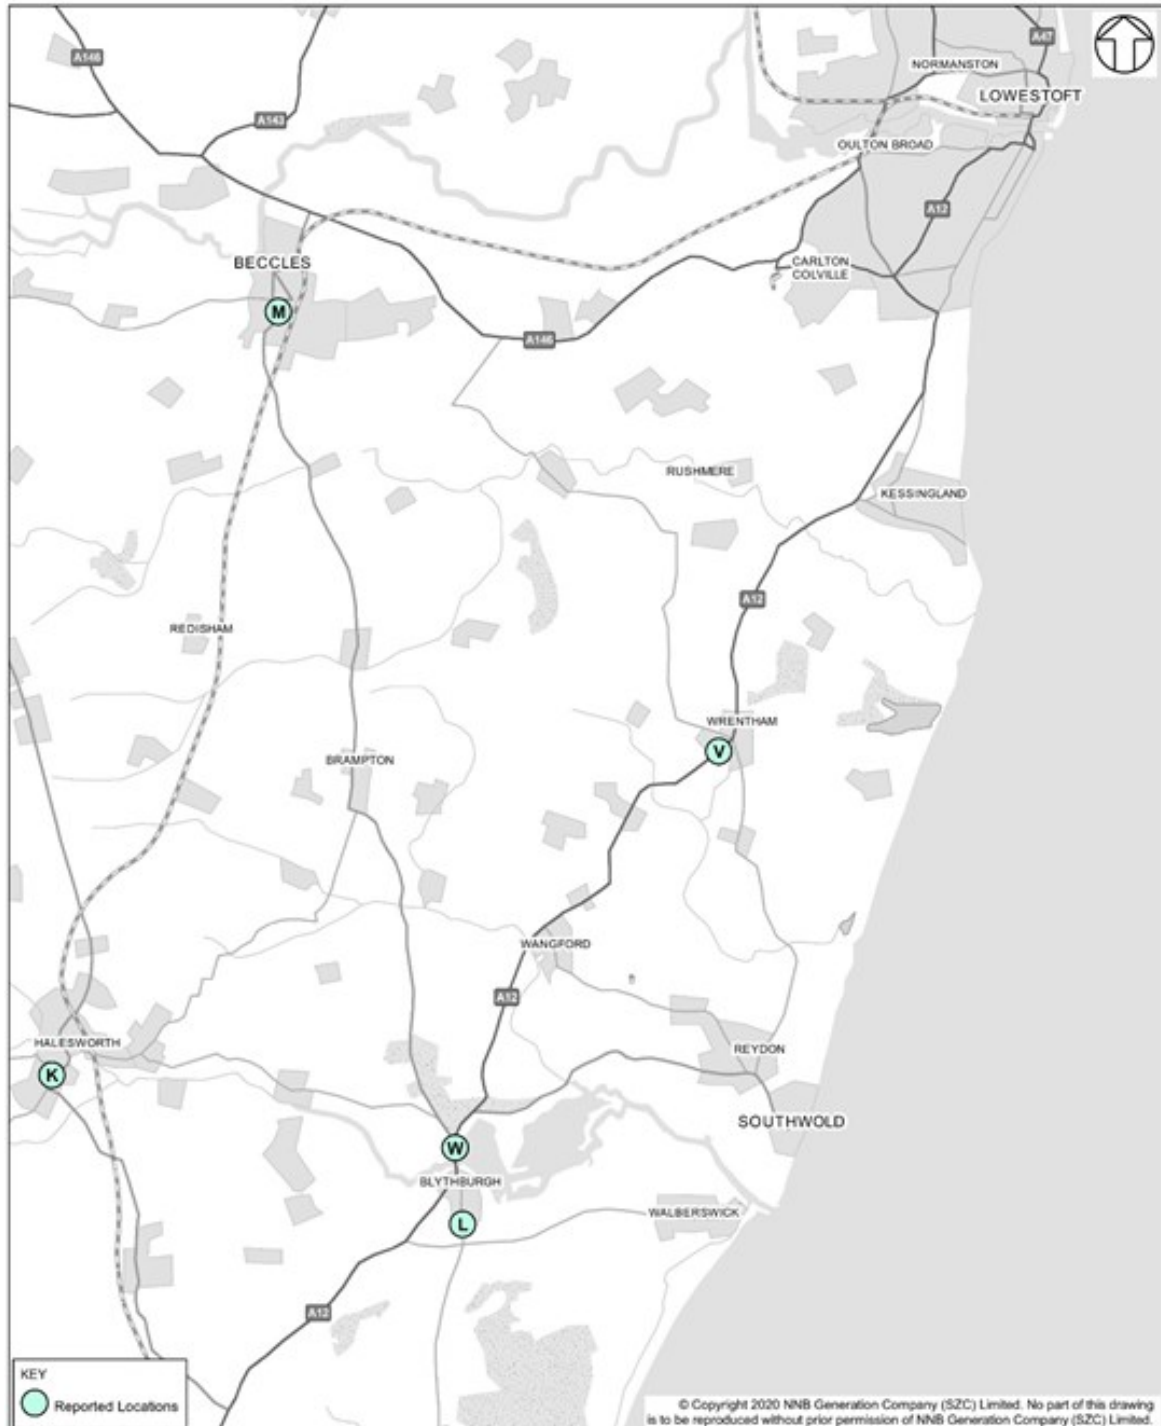 A47
A146
NORMANSTON
LOWESTOFT
A143
OULTON BROAD
A12
BECCLES
CARLTON
COLVILLE
M
A146
RUSHMERE
KESSINGLAND
A12
REDISHAM
WRENTHAM
V
BRAMPTON
WANGFORD
A12
HALESWORTH
REYDON
K
SOUTHWOLD
W
BLYTHBURGH
WALBERSWICK
L
A12
KEY
Reported Locations
© Copyright 2020 NNB Generation Company (SZC) Limited. No part of this drawing
is to be reproduced without prior permission of NNB Generation Company (SZC) Limited.